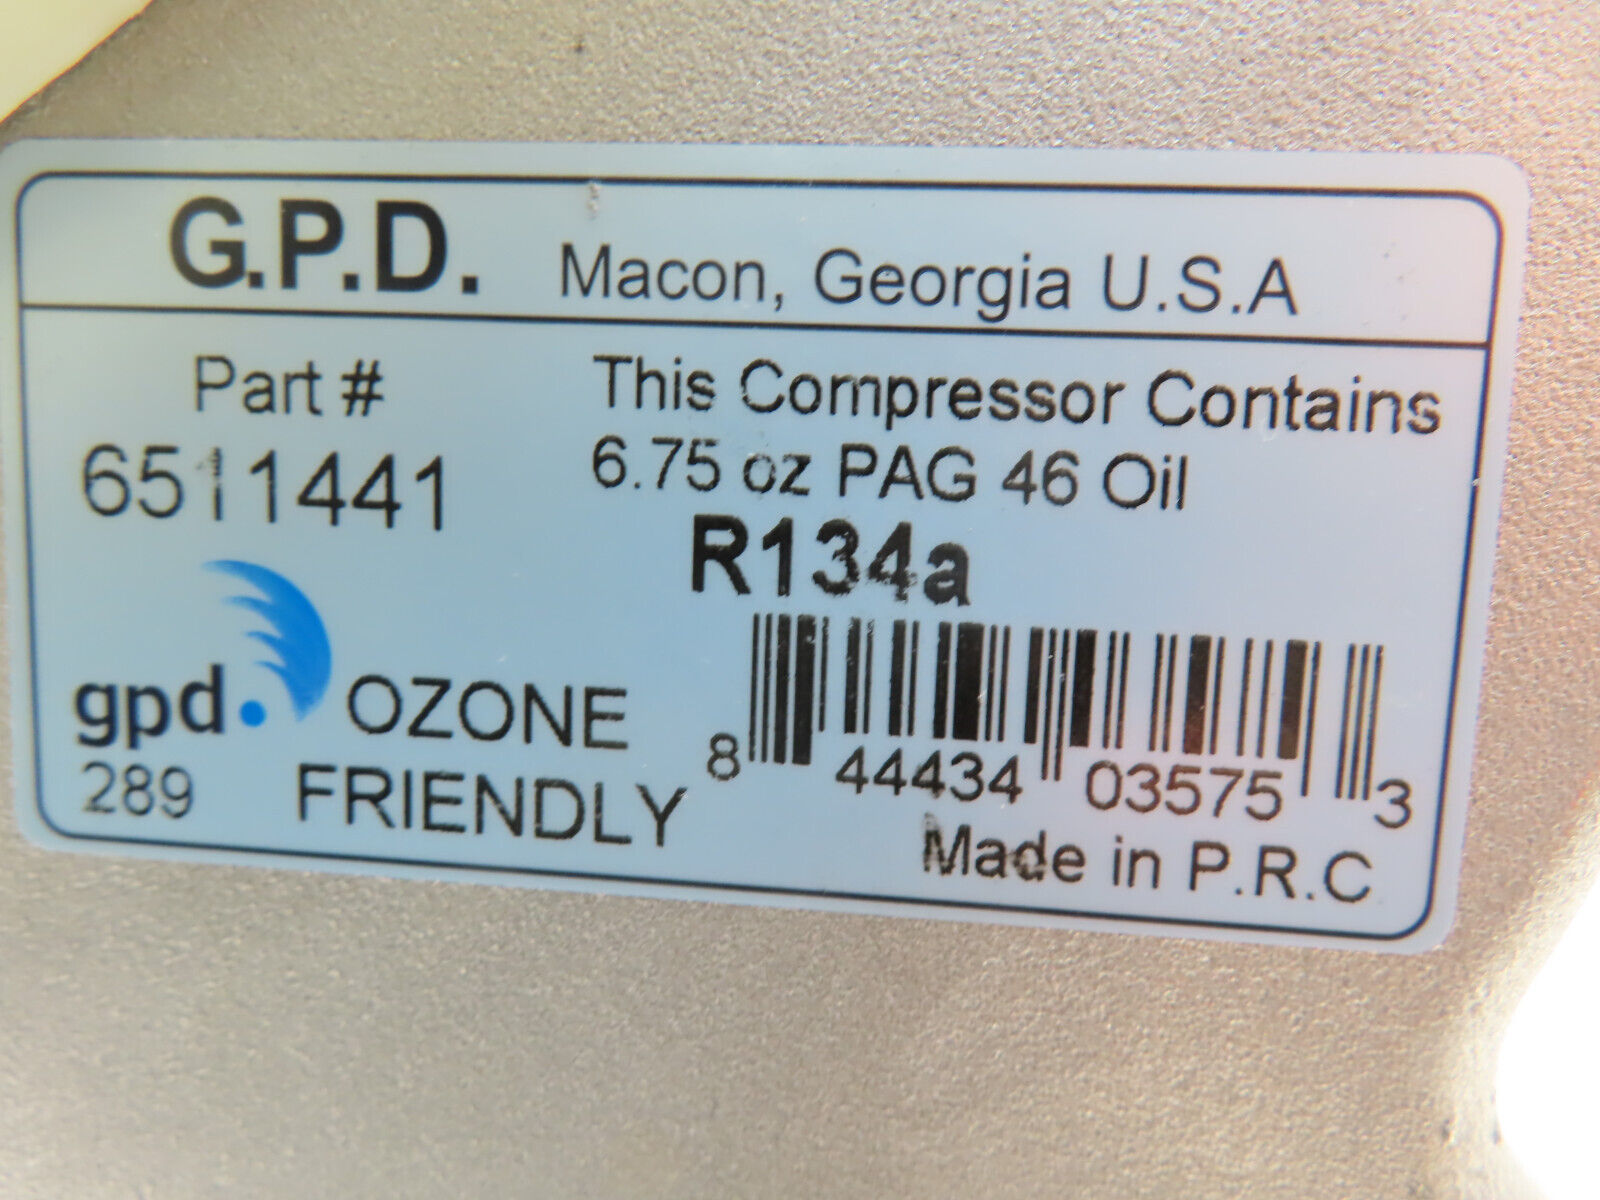 G.P.D. Macon, Georgia U.S.A
Part #
6511441
This Compressor Contains
6.75 oz PAG 46 Oil
R134a
gpd.
289
OZONE
FRIENDLY
8 44434 03575 3
Made in P.R.C